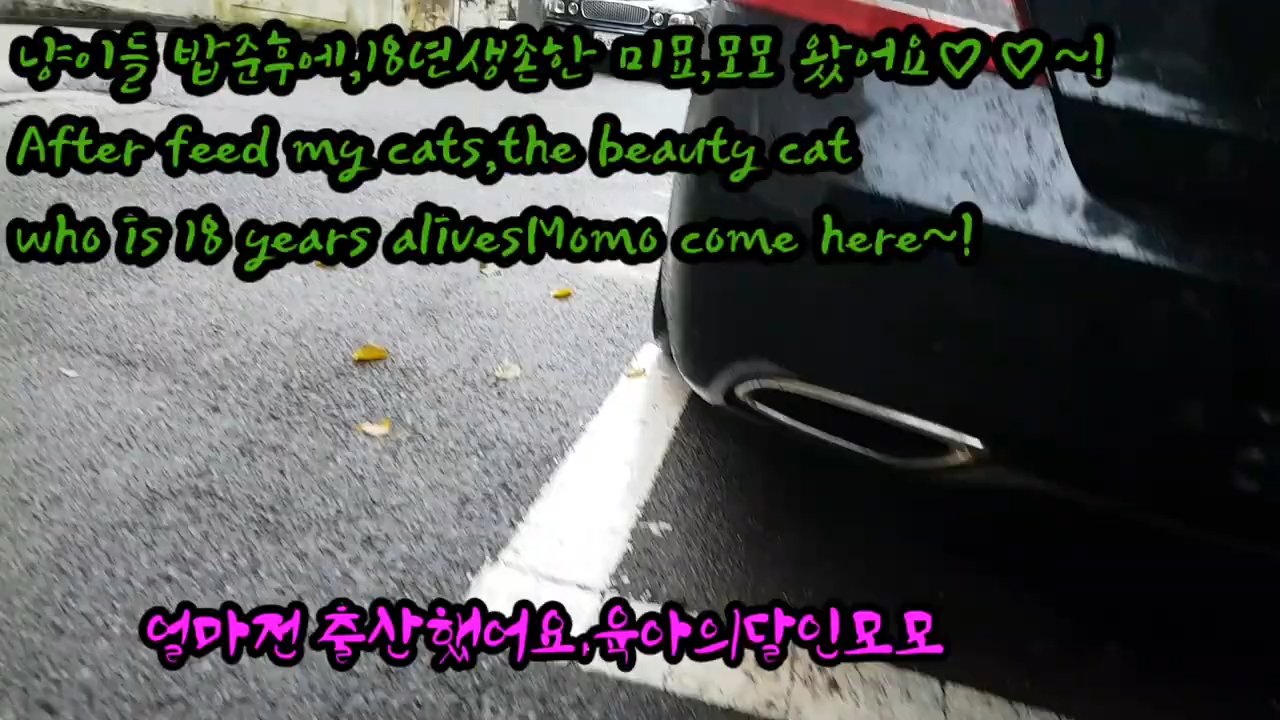 냥이들 밥준후에,18년생존한 미묘,모모 왔어요♡♡~!
After feed my cats,the beauty cat
who is 18 years alives!Momo come here~!
얼마전 출산했어요,육아의달인모모